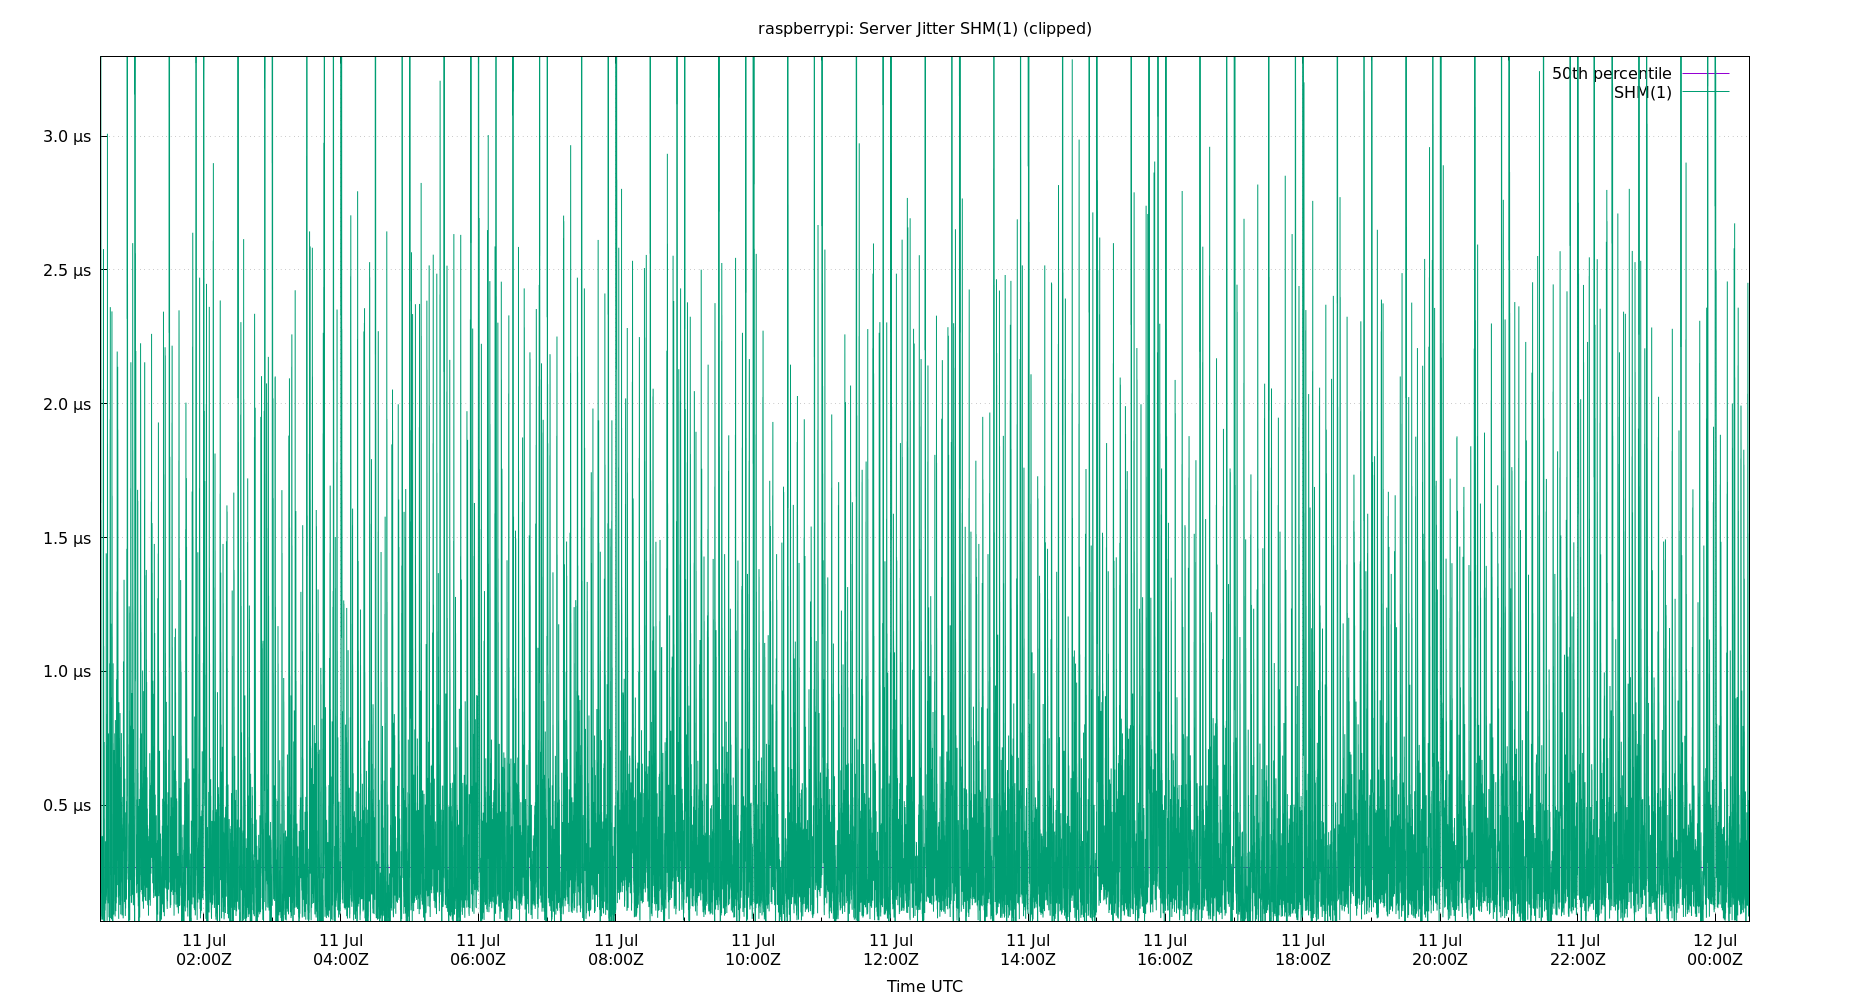 raspberrypi: Server Jitter SHM(1) (clipped)
50th percentile
SHM(1)
3.0 µs
2.5 µs
2.0 µs
1.5 µs
1.0 µs
0.5 µs
11 Jul 11 Jul 11 Jul 11 Jul 11 Jul 11 Jul 11 Jul 11 Jul 11 Jul 11 Jul 11 Jul 12 Jul
02:00Z 04:00Z 06:00Z 08:00Z 10:00Z 12:00Z 14:00Z 16:00Z 18:00Z 20:00Z 22:00Z 00:00Z
Time UTC